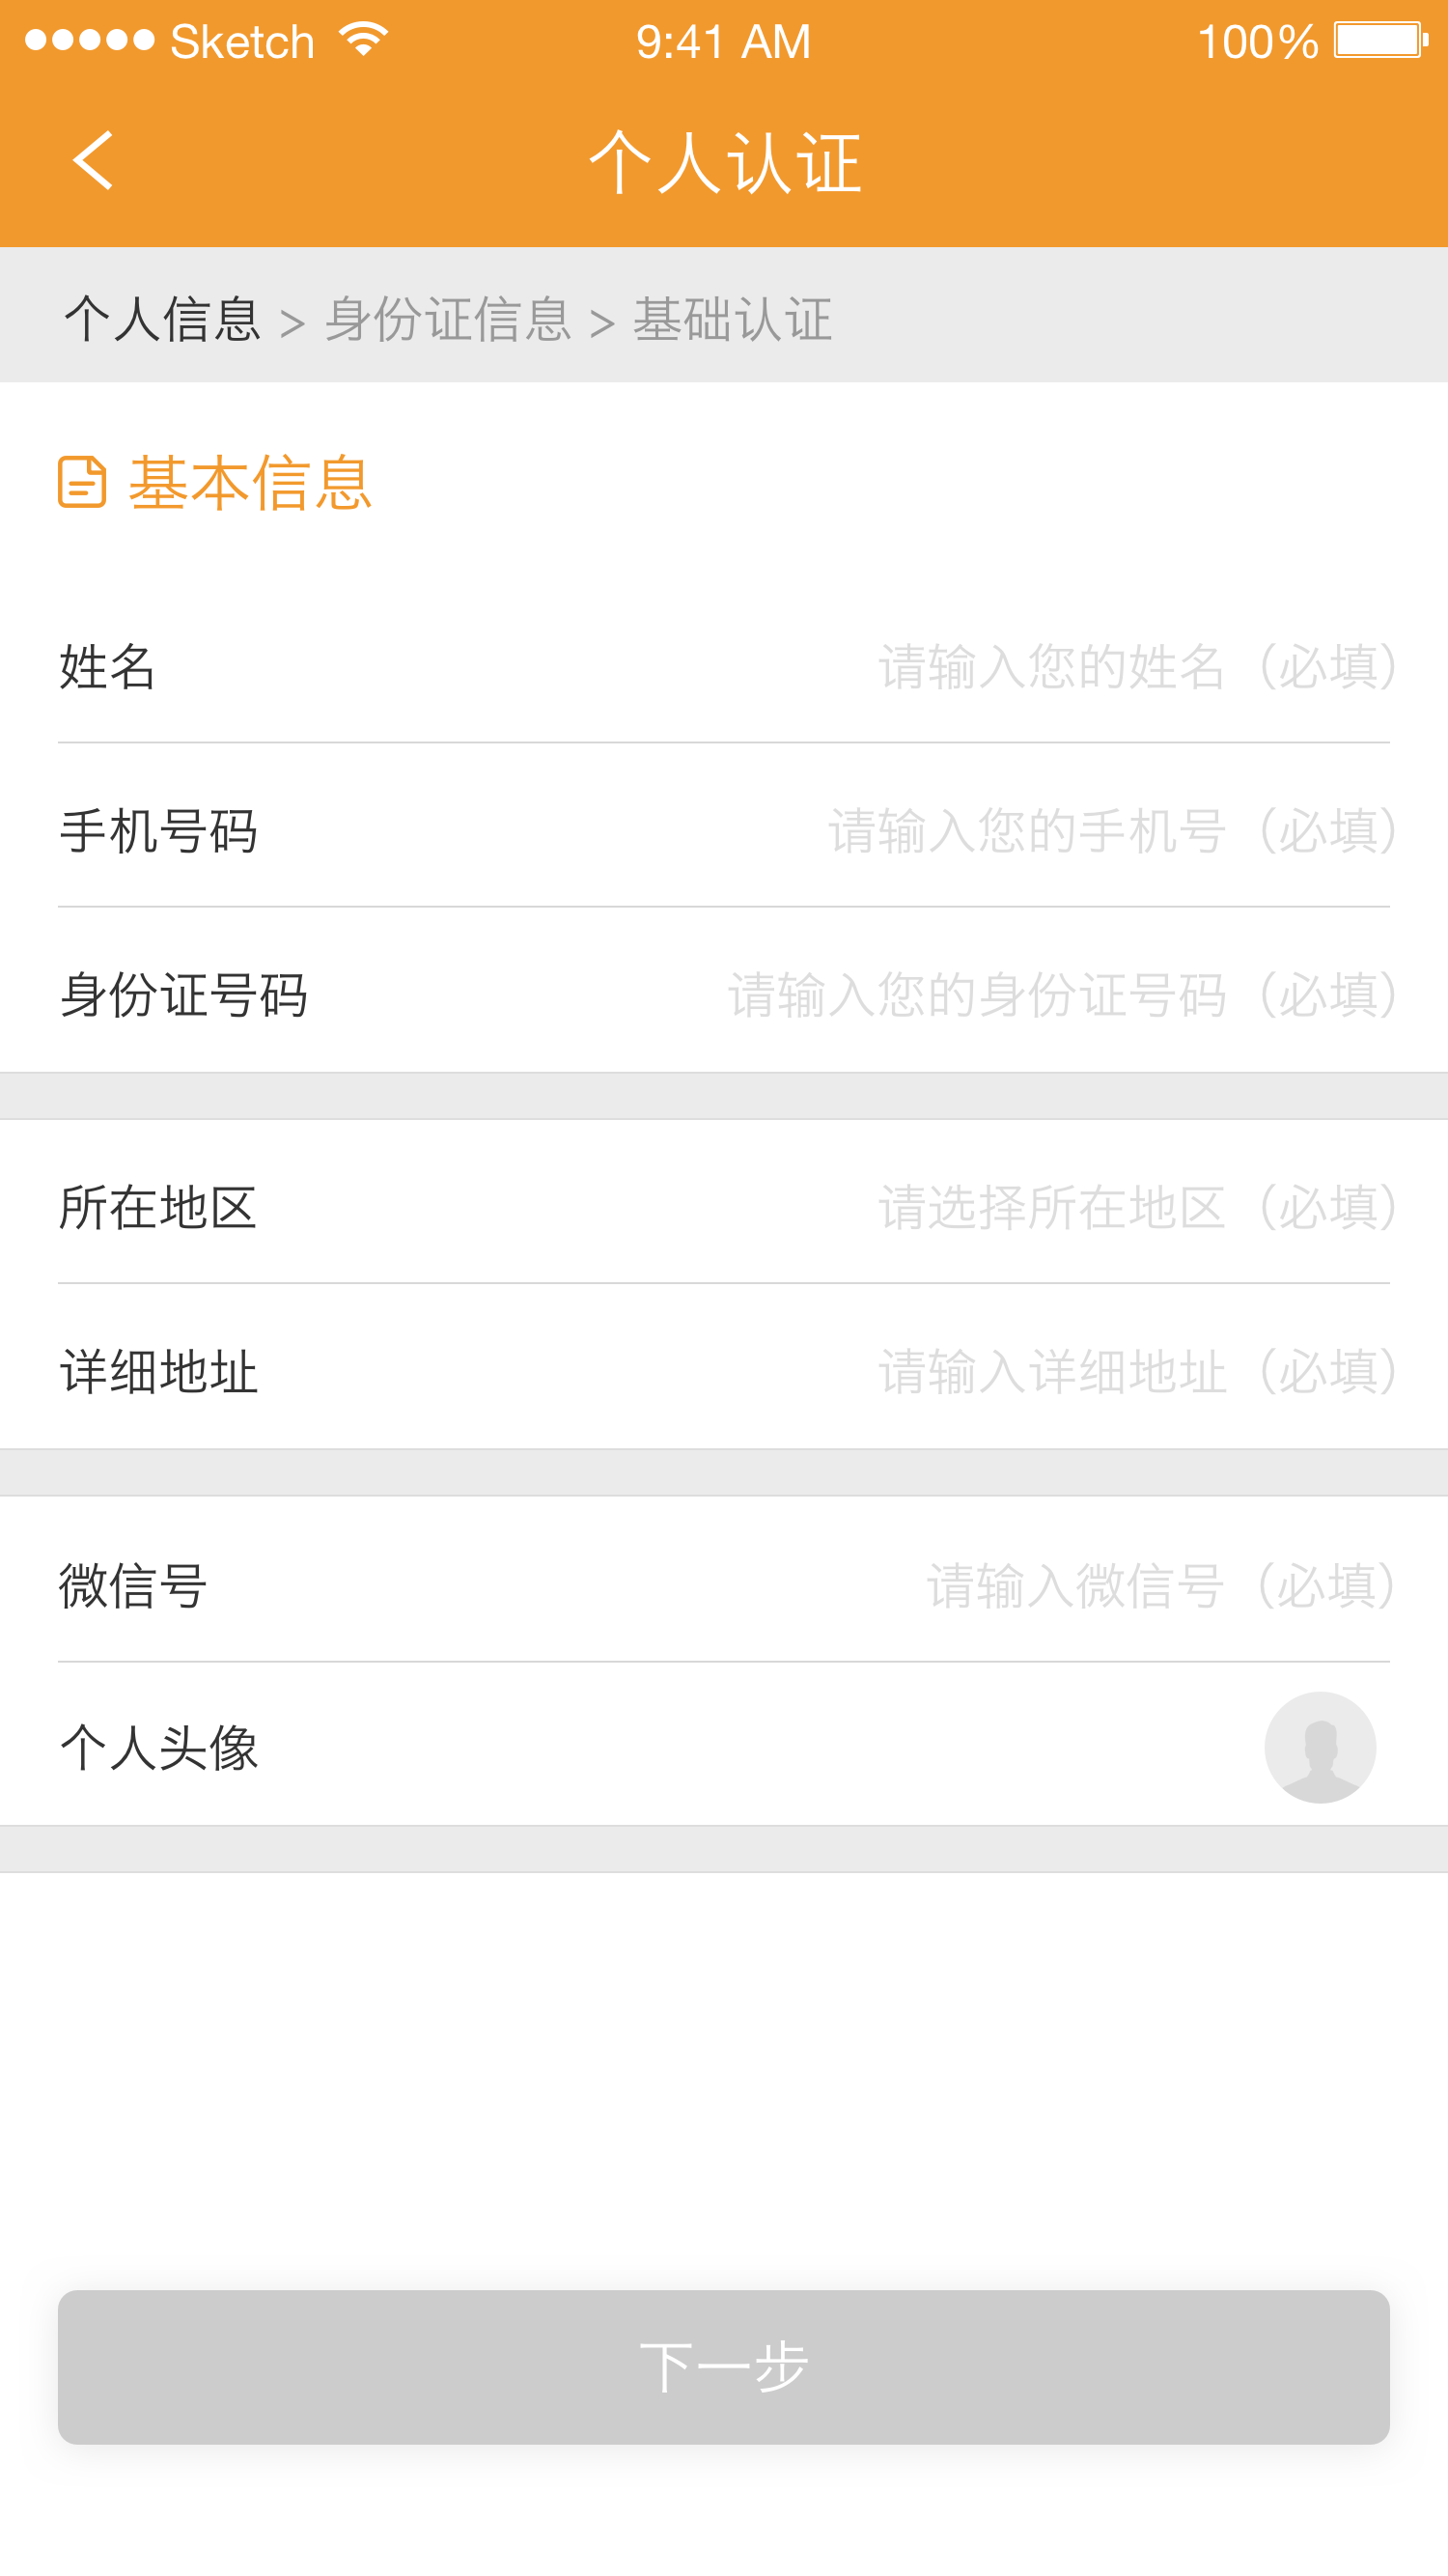 Sketch 9:41 AM 100%
个人认证
个人信息 > 身份证信息 > 基础认证
基本信息
姓名 请输入您的姓名（必填）
手机号码 请输入您的手机号（必填）
身份证号码 请输入您的身份证号码（必填）
所在地区 请选择所在地区（必填）
详细地址 请输入详细地址（必填）
微信号 请输入微信号（必填）
个人头像
下一步